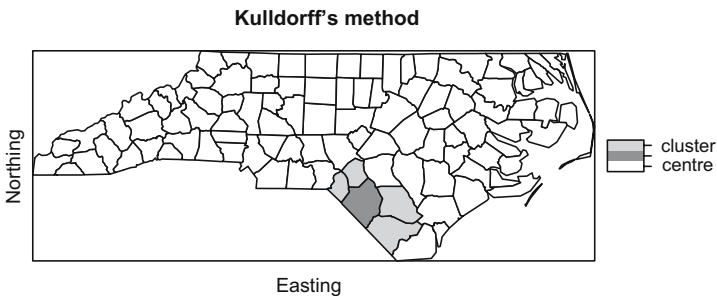 Kulldorff's method
Northing
cluster
centre
Easting